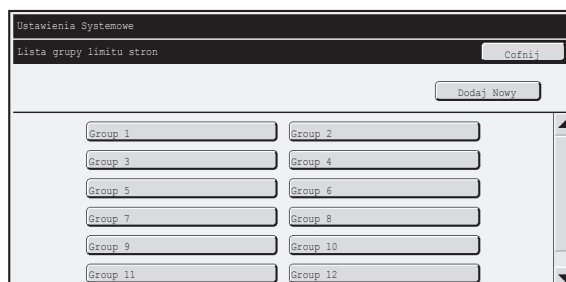 Ustawienia Systemowe
Lista grupy limitu stron
Cofnij
Dodaj Nowy
Group 1
Group 2
Group 3
Group 4
Group 5
Group 6
Group 7
Group 8
Group 9
Group 10
Group 11
Group 12